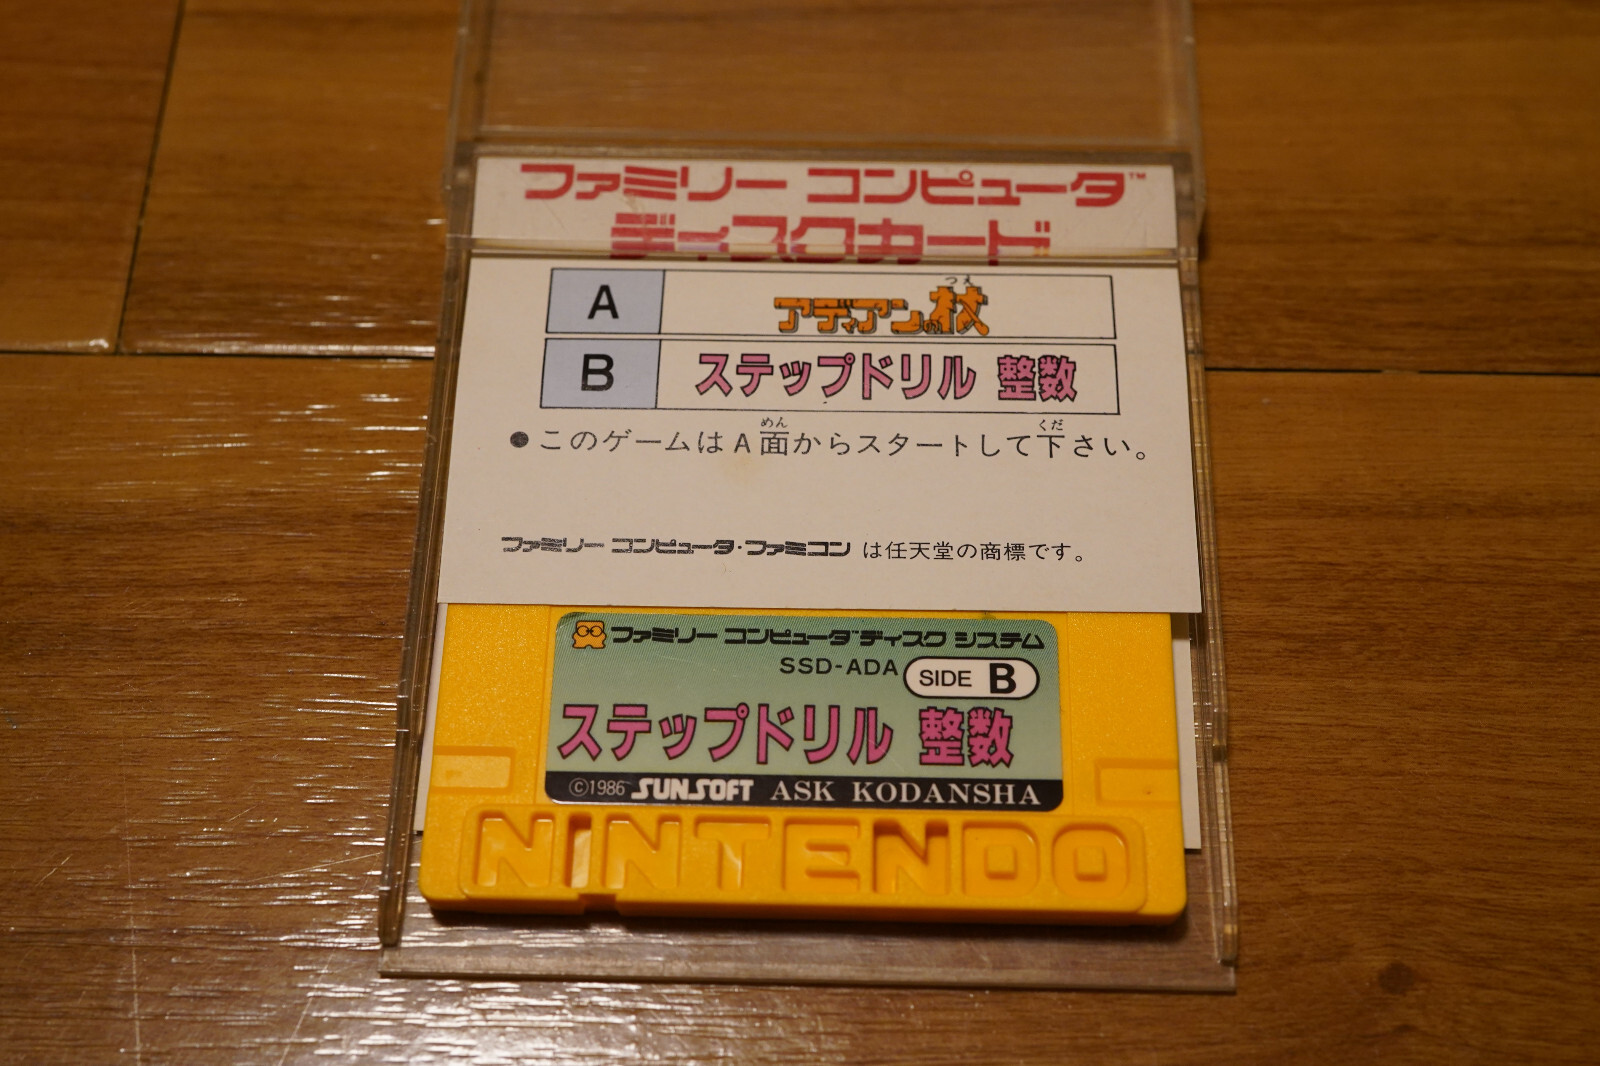 ファミリー コンピュータ™
ディスクカード
A アディアンの杖 つえ
B ステップドリル 整数
●このゲームはA面からスタートして下さい。 めん くだ
ファミリー コンピュータ・ファミコン は任天堂の商標です。
ファミリー コンピュータ™ ディスク システム
SSD-ADA SIDE B
ステップドリル 整数
©1986 SUNSOFT ASK KODANSHA
NINTENDO